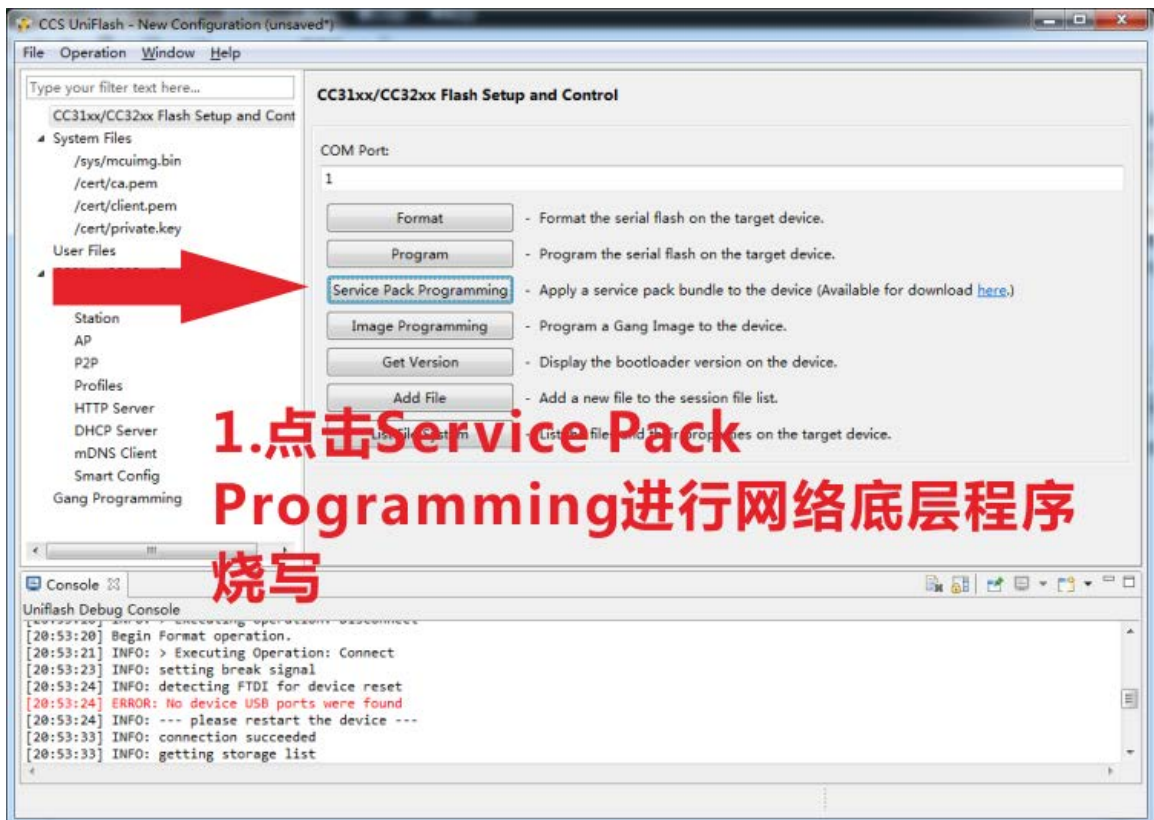 CCS UniFlash - New Configuration (unsaved*)
File Operation Window Help
Type your filter text here...
CC31xx/CC32xx Flash Setup and Cont
System Files
/sys/mcuimg.bin
/cert/ca.pem
/cert/client.pem
/cert/private.key
User Files
Station
AP
P2P
Profiles
HTTP Server
DHCP Server
mDNS Client
Smart Config
Gang Programming
CC31xx/CC32xx Flash Setup and Control
COM Port:
1
Format - Format the serial flash on the target device.
Program - Program the serial flash on the target device.
Service Pack Programming - Apply a service pack bundle to the device (Available for download here.)
Image Programming - Program a Gang Image to the device.
Get Version - Display the bootloader version on the device.
Add File - Add a new file to the session file list.
on the target device.
1.点击Service Pack
Programming进行网络底层程序
烧写
Console
Uniflash Debug Console
[20:53:20] Begin Format operation.
[20:53:21] INFO: > Executing Operation: Connect
[20:53:23] INFO: setting break signal
[20:53:24] INFO: detecting FTDI for device reset
[20:53:24] ERROR: No device USB ports were found
[20:53:24] INFO: --- please restart the device ---
[20:53:33] INFO: connection succeeded
[20:53:33] INFO: getting storage list